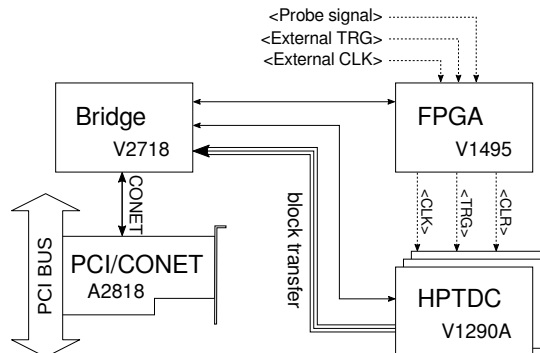 <Probe signal>
<External TRG>
<External CLK>
Bridge
V2718
FPGA
V1495
CONET
block transfer
<CLK>
<TRG>
<CLR>
PCI BUS
PCI/CONET
A2818
HPTDC
V1290A